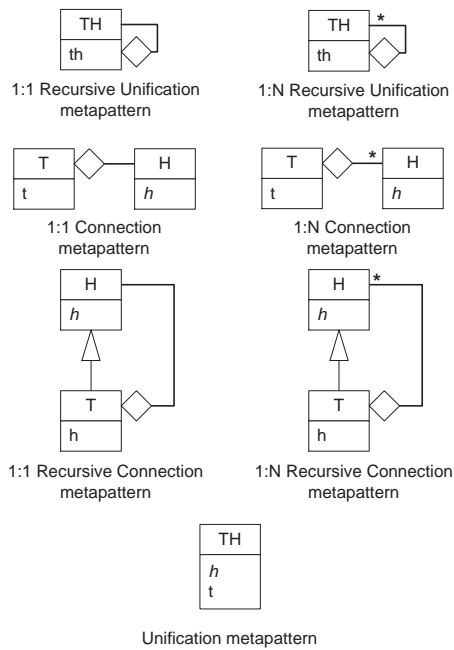 TH
th
1:1 Recursive Unification
metapattern
TH
*
th
1:N Recursive Unification
metapattern
T
t
H
h
1:1 Connection
metapattern
T
t
*
H
h
1:N Connection
metapattern
H
h
T
h
1:1 Recursive Connection
metapattern
H
*
h
T
h
1:N Recursive Connection
metapattern
TH
h
t
Unification metapattern